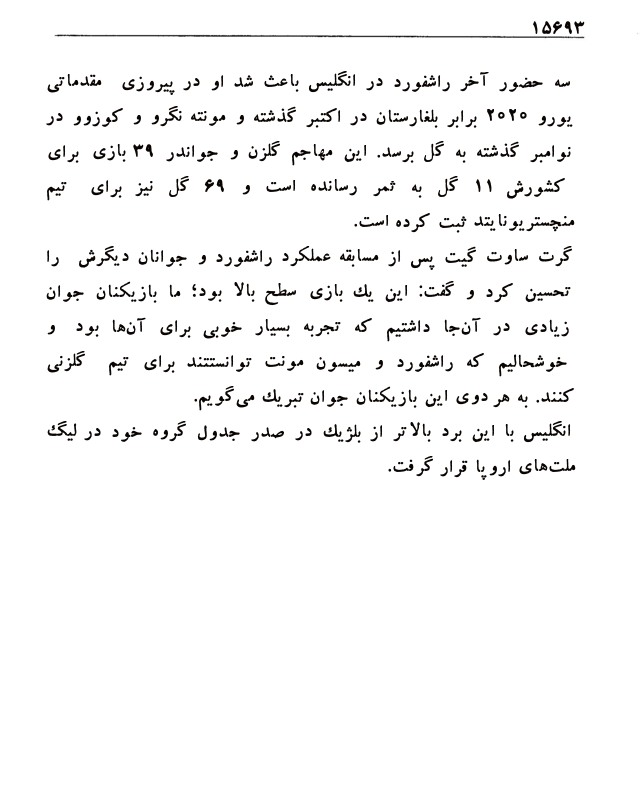 ۱۵۶۹۳
سه حضور آخر راشفورد در انگلیس باعث شد او در پیروزی مقدماتی
یورو ۲۰۲۰ برابر بلغارستان در اکتبر گذشته و مونته نگرو و کوزوو در
نوامبر گذشته به گل برسد. این مهاجم گلزن و جواندر ۳۹ بازی برای
کشورش ۱۱ گل به ثمر رسانده است و ۶۹ گل نیز برای تیم
منچستریونایتد ثبت کرده است.
گرت ساوت گیت پس از مسابقه عملکرد راشفورد و جوانان دیگرش را
تحسین کرد و گفت: این یك بازی سطح بالا بود؛ ما بازیکنان جوان
زیادی در آن‌جا داشتیم که تجربه بسیار خوبی برای آن‌ها بود و
خوشحالیم که راشفورد و میسون مونت توانستتند برای تیم گلزنی
کنند. به هر دوی این بازیکنان جوان تبریك می‌گویم.
انگلیس با این برد بالاتر از بلژیك در صدر جدول گروه خود در لیگ
ملت‌های اروپا قرار گرفت.